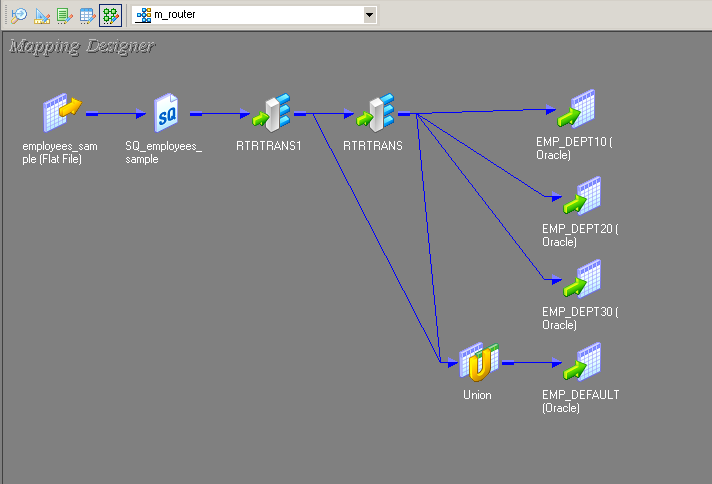 m_router
Mapping Designer
employees_sam
ple (Flat File)
SQ
SQ_employees_
sample
RTRTRANS1
RTRTRANS
EMP_DEPT10 (
Oracle)
EMP_DEPT20 (
Oracle)
EMP_DEPT30 (
Oracle)
U
Union
EMP_DEFAULT
(Oracle)